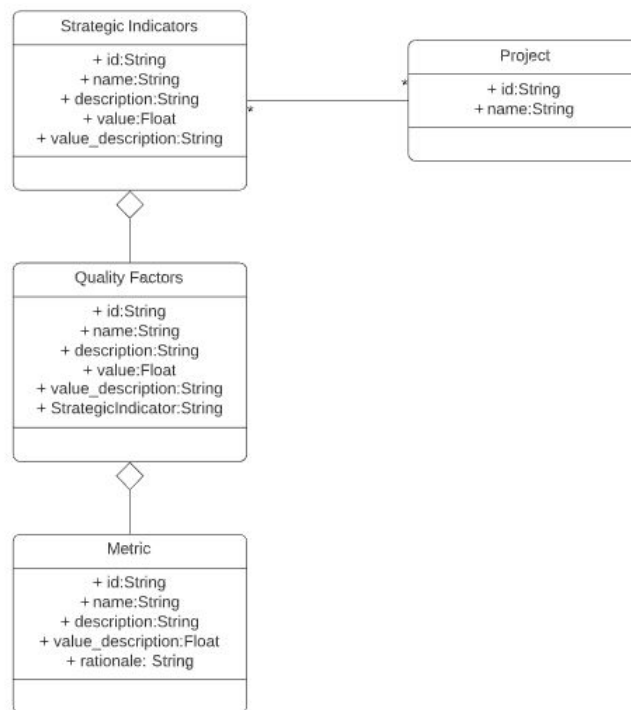 Strategic Indicators
+ id:String
+ name:String
+ description:String
+ value:Float
+ value_description:String
*
*
Project
+ id:String
+ name:String
Quality Factors
+ id:String
+ name:String
+ description:String
+ value:Float
+ value_description:String
+ StrategicIndicator:String
Metric
+ id:String
+ name:String
+ description:String
+ value_description:Float
+ rationale: String